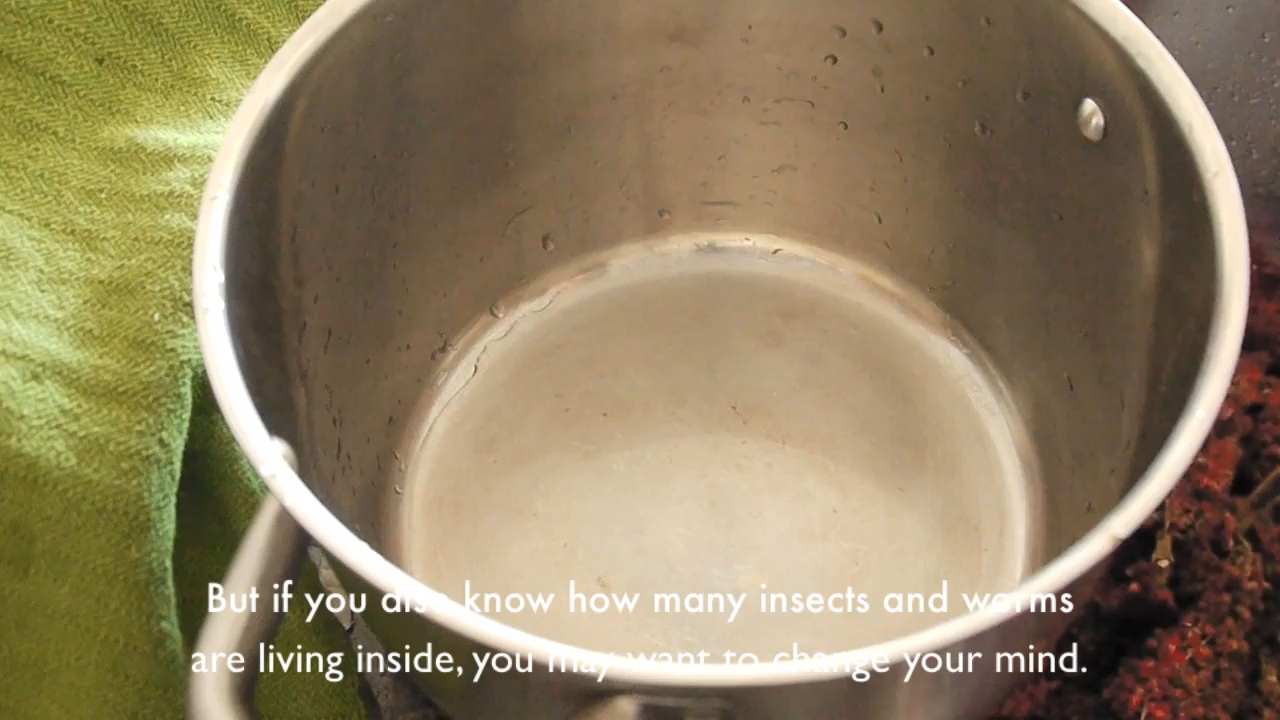 But if you also know how many insects and worms
are living inside, you may want to change your mind.